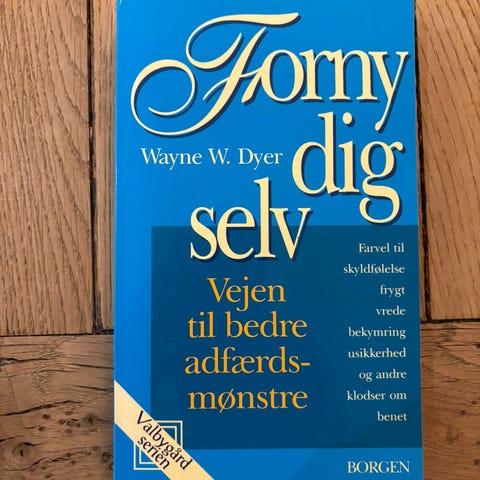 Forny
Wayne W. Dyer
dig
selv
Vejen
til bedre
adfærds-
mønstre
Farvel til
skyldfølelse
frygt
vrede
bekymring
usikkerhed
og andre
klodser om
benet
Valbygård
serien
BORGEN